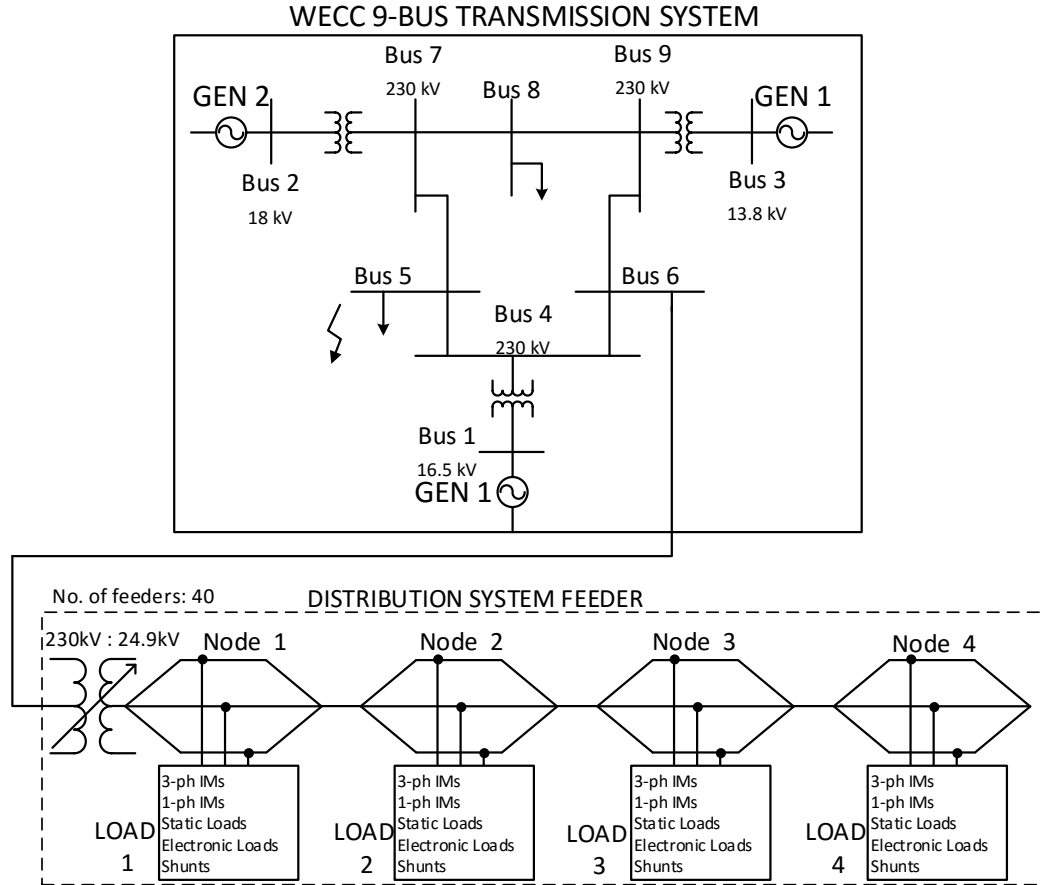 WECC 9-BUS TRANSMISSION SYSTEM
Bus 7
230 kV
Bus 8
Bus 9
230 kV
GEN 2
GEN 1
Bus 2
18 kV
Bus 3
13.8 kV
Bus 5
Bus 6
Bus 4
230 kV
Bus 1
16.5 kV
GEN 1
No. of feeders: 40
DISTRIBUTION SYSTEM FEEDER
230kV : 24.9kV
Node 1
Node 2
Node 3
Node 4
LOAD
1
3-ph IMs
1-ph IMs
Static Loads
Electronic Loads
Shunts
LOAD
2
3-ph IMs
1-ph IMs
Static Loads
Electronic Loads
Shunts
LOAD
3
3-ph IMs
1-ph IMs
Static Loads
Electronic Loads
Shunts
LOAD
4
3-ph IMs
1-ph IMs
Static Loads
Electronic Loads
Shunts